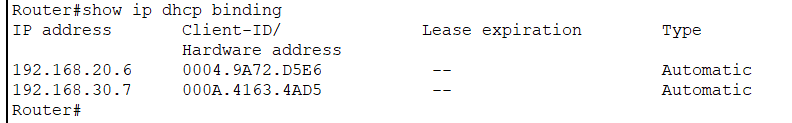 Router#show ip dhcp binding
IP address       Client-ID/              Lease expiration        Type
                 Hardware address
192.168.20.6     0004.9A72.D5E6           --                     Automatic
192.168.30.7     000A.4163.4AD5           --                     Automatic
Router#